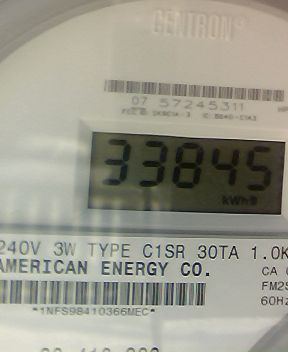 CENTRON®
07 57245311
33845
kWh
240V 3W TYPE C1SR 30TA 1.0K
AMERICAN ENERGY CO.
CA
FM2S
60Hz
*1NFS98410366MEC*